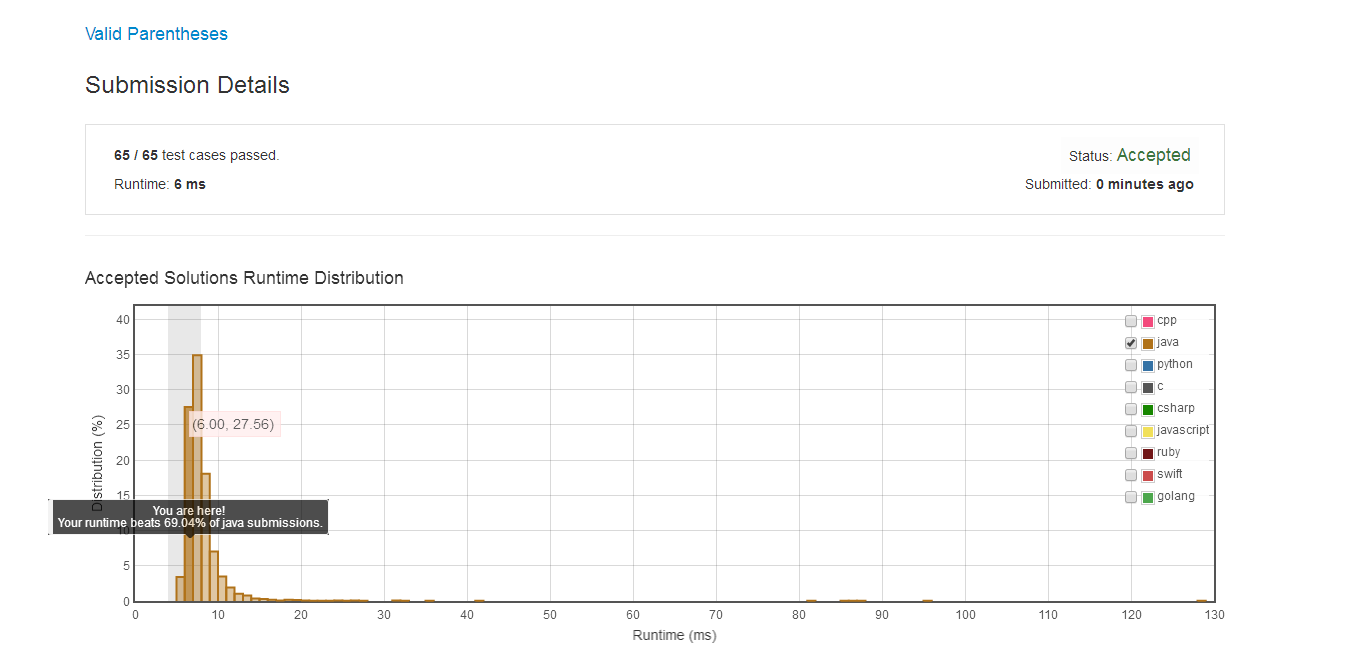 Valid Parentheses
Submission Details
65 / 65 test cases passed.
Status: Accepted
Runtime: 6 ms
Submitted: 0 minutes ago
Accepted Solutions Runtime Distribution
40
35
30
25
20
15
10
5
0
Distribution (%)
(6.00, 27.56)
You are here!
Your runtime beats 69.04% of java submissions.
cpp
java
python
c
csharp
javascript
ruby
swift
golang
0 10 20 30 40 50 60 70 80 90 100 110 120 130
Runtime (ms)